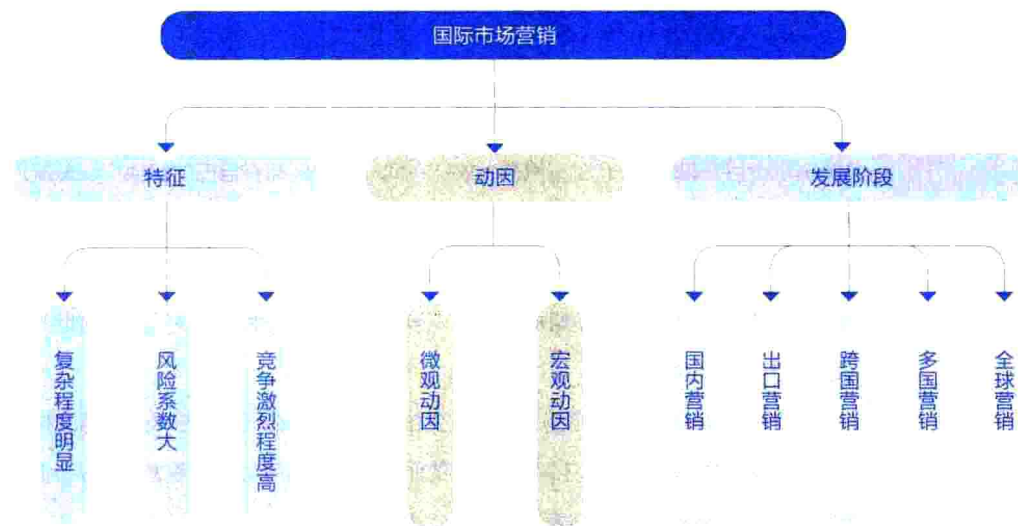 国际市场营销
特征
动因
发展阶段
复杂程度明显
风险系数大
竞争激烈程度高
微观动因
宏观动因
国内营销
出口营销
跨国营销
多国营销
全球营销